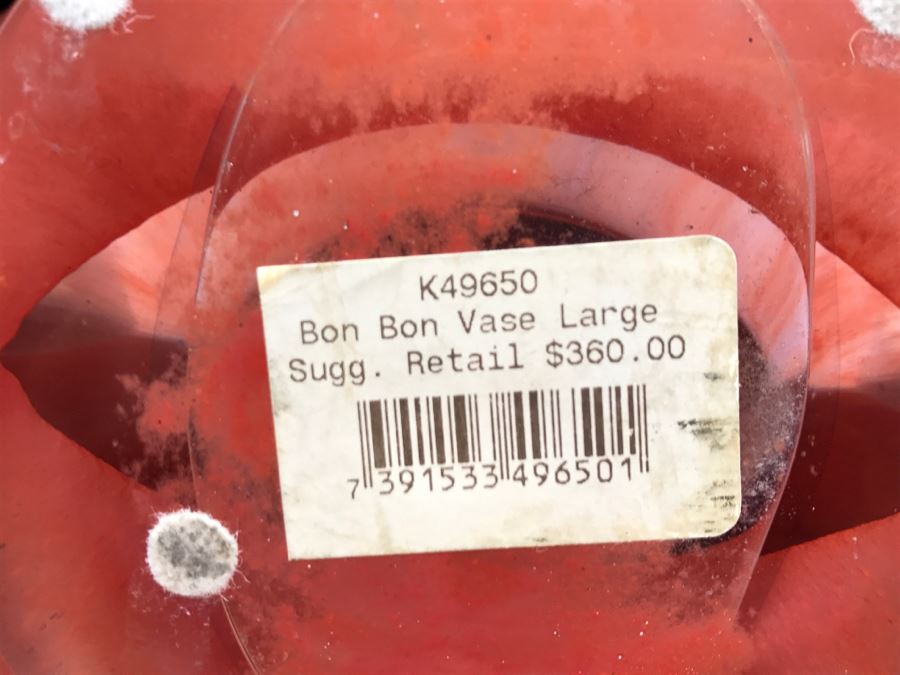 K49650
Bon Bon Vase Large
Sugg. Retail $360.00
7 391533 496501